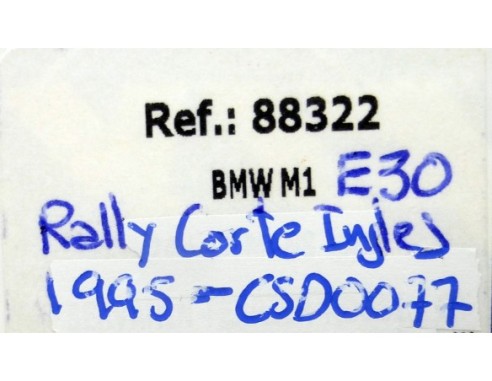 Ref.: 88322
BMW M1 E30
Rally Corte Ingles
1995-CSD0077